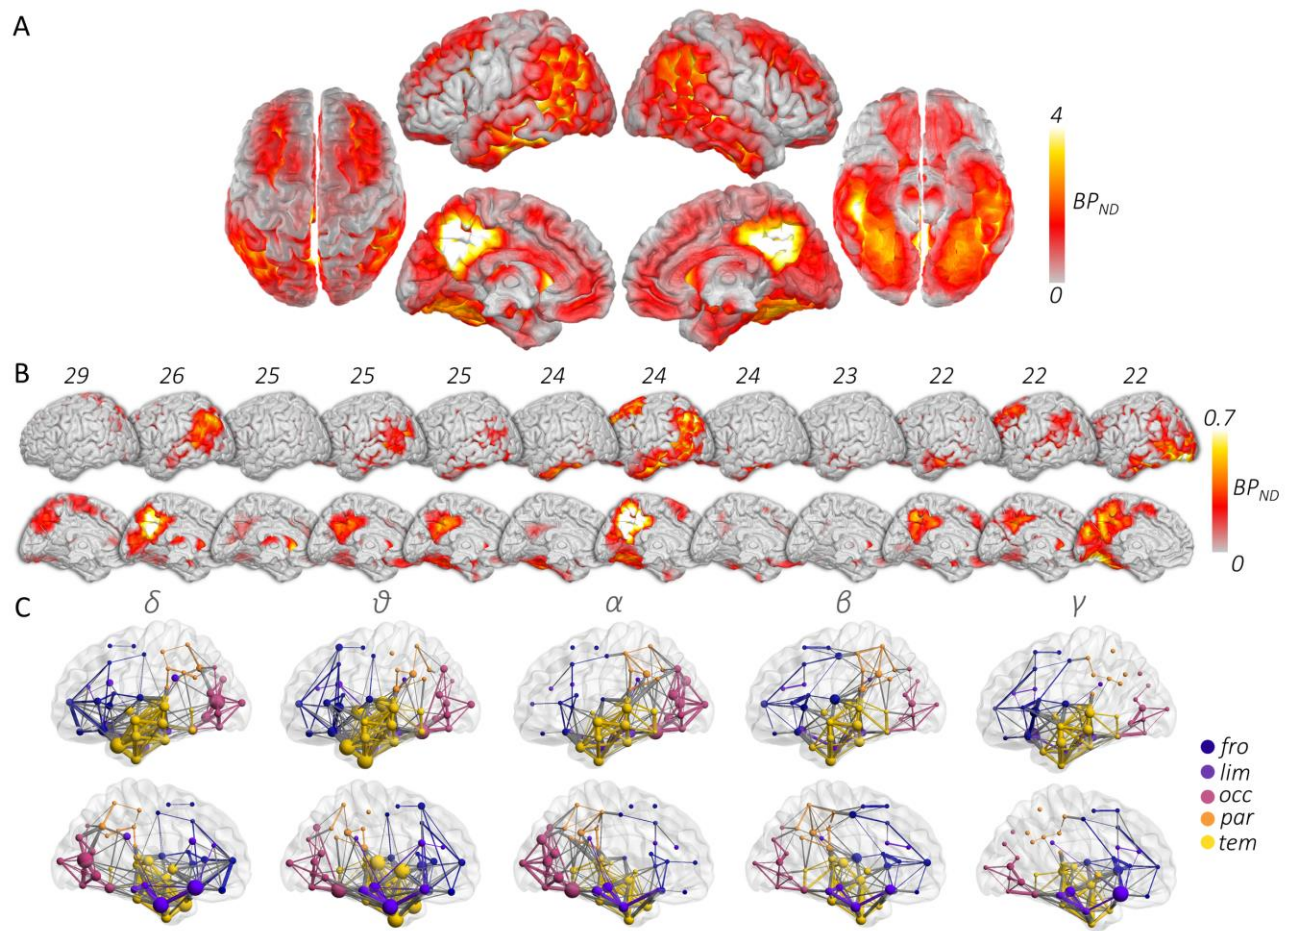 A
4
BP_ND
0
B
29 26 25 25 25 24 24 24 23 22 22 22
0.7
BP_ND
0
C
δ ϑ α β γ
fro
lim
occ
par
tem